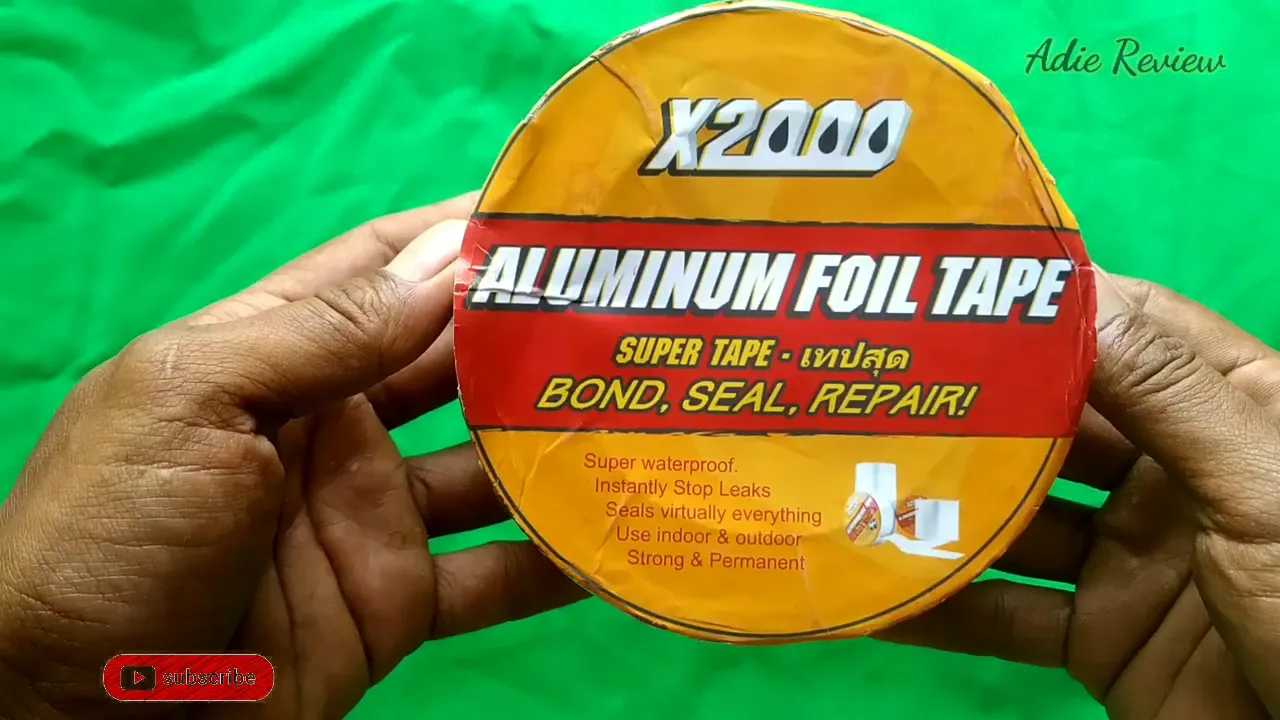 Adie Review
X2000
ALUMINUM FOIL TAPE
SUPER TAPE - เทปสุด
BOND, SEAL, REPAIR!
Super waterproof.
Instantly Stop Leaks
Seals virtually everything
Use indoor & outdoor
Strong & Permanent
subscribe